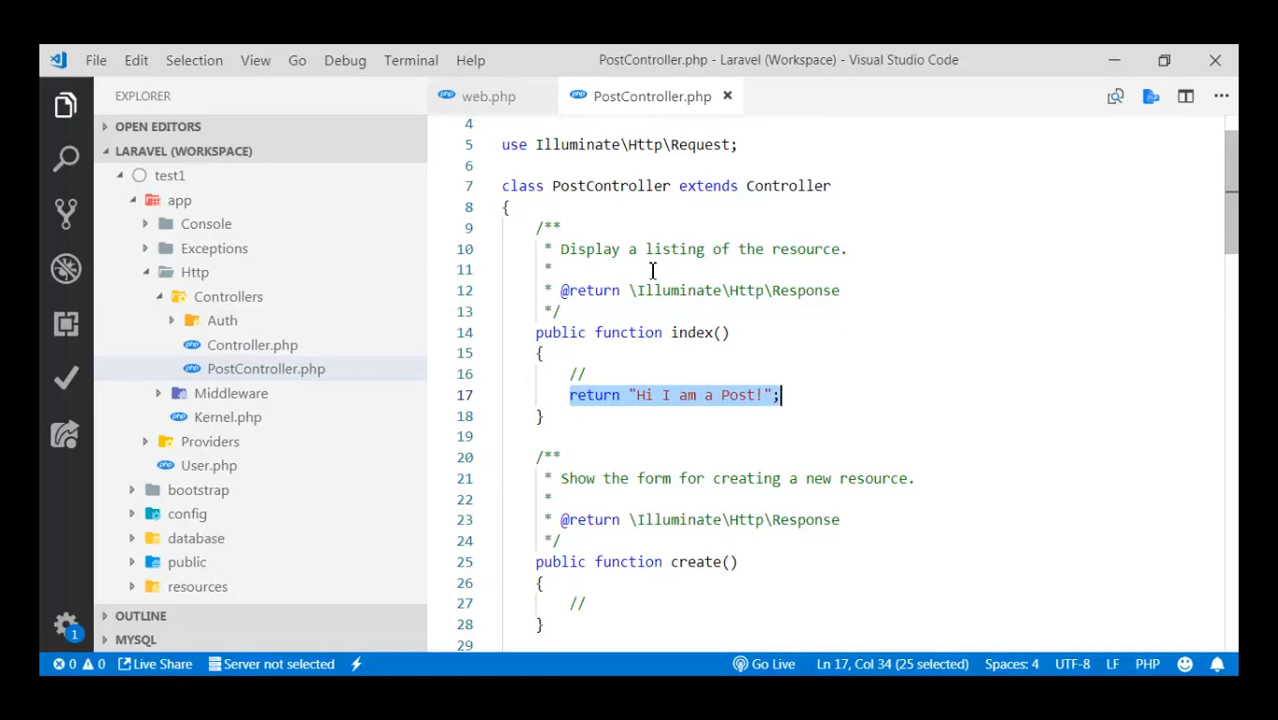 File Edit Selection View Go Debug Terminal Help PostController.php - Laravel (Workspace) - Visual Studio Code
EXPLORER
OPEN EDITORS
LARAVEL (WORKSPACE)
test1
app
Console
Exceptions
Http
Controllers
Auth
Controller.php
PostController.php
Middleware
Kernel.php
Providers
User.php
bootstrap
config
database
public
resources
OUTLINE
MYSQL
1
php web.php php PostController.php
4
5 use Illuminate\Http\Request;
6
7 class PostController extends Controller
8 {
9 /**
10 * Display a listing of the resource.
11 *
12 * @return \Illuminate\Http\Response
13 */
14 public function index()
15 {
16 //
17 return "Hi I am a Post!";
18 }
19
20 /**
21 * Show the form for creating a new resource.
22 *
23 * @return \Illuminate\Http\Response
24 */
25 public function create()
26 {
27 //
28 }
29
0 0 Live Share Server not selected Go Live Ln 17, Col 34 (25 selected) Spaces: 4 UTF-8 LF PHP